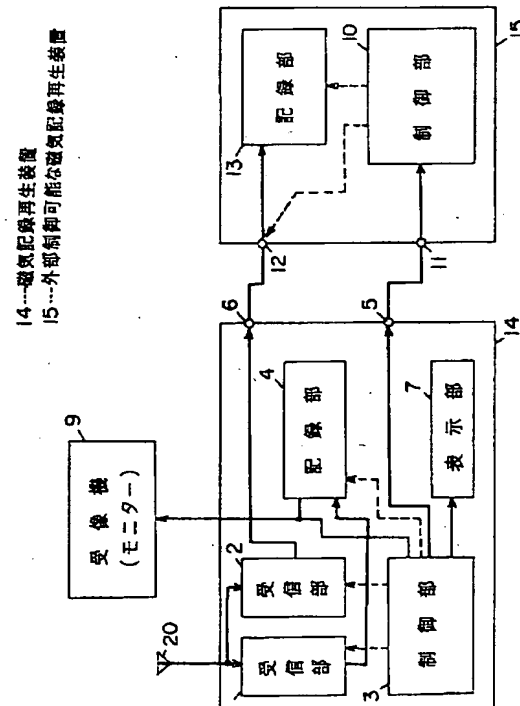 14---磁気記録再生装置
15---外部制御可能な磁気記録再生装置
9
受像機
(モニター)
20
受信部
2
受信部
4
記録部
3
制御部
7
表示部
6
5
14
12
11
13
記録部
10
制御部
15